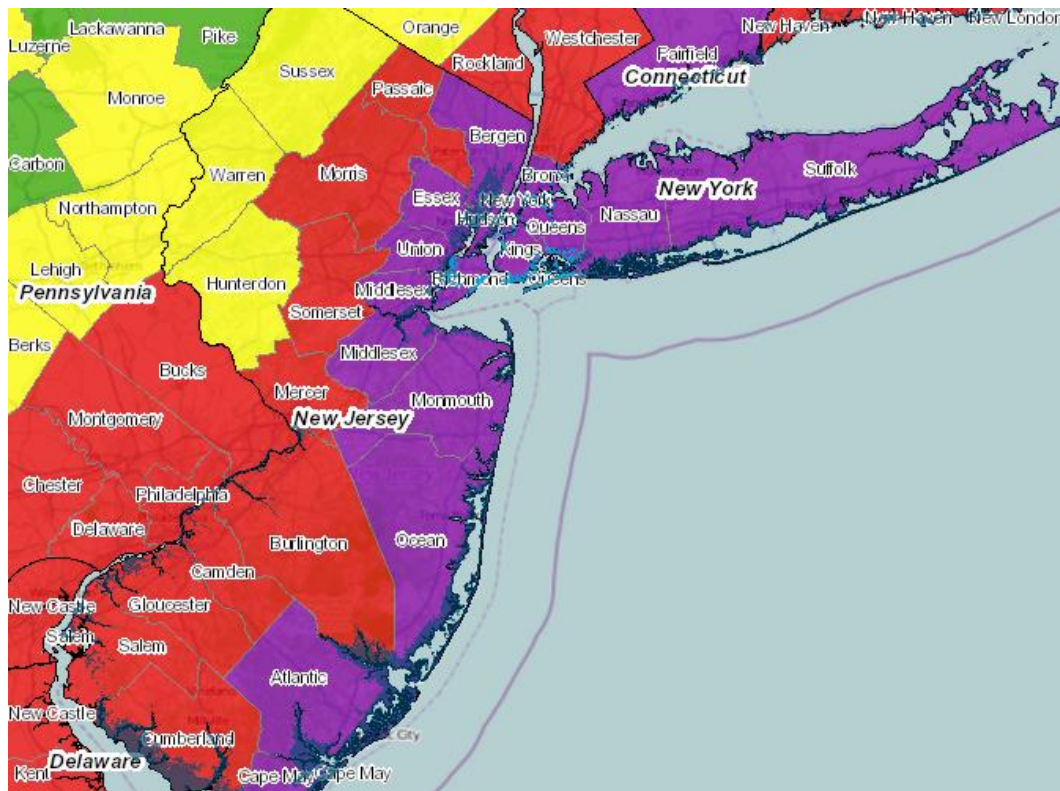 Lackawanna
Luzerne
Pike
Orange
Westchester
New Haven
New Haven
New London
Sussex
Rockland
Fairfield
Connecticut
Monroe
Passaic
Bergen
Carbon
Warren
Morris
Bronx
Suffolk
Essex
New York
New York
Northampton
Hudson
Nassau
Queens
Union
Kings
Lehigh
Pennsylvania
Hunterdon
Richmond
Queens
Middlesex
Somerset
Berks
Middlesex
Bucks
Mercer
Monmouth
Montgomery
New Jersey
Chester
Philadelphia
Delaware
Burlington
Ocean
Camden
New Castle
Gloucester
Salem
Salem
Atlantic
New Castle
Cumberland
City
Delaware
Kent
Cape May
Cape May